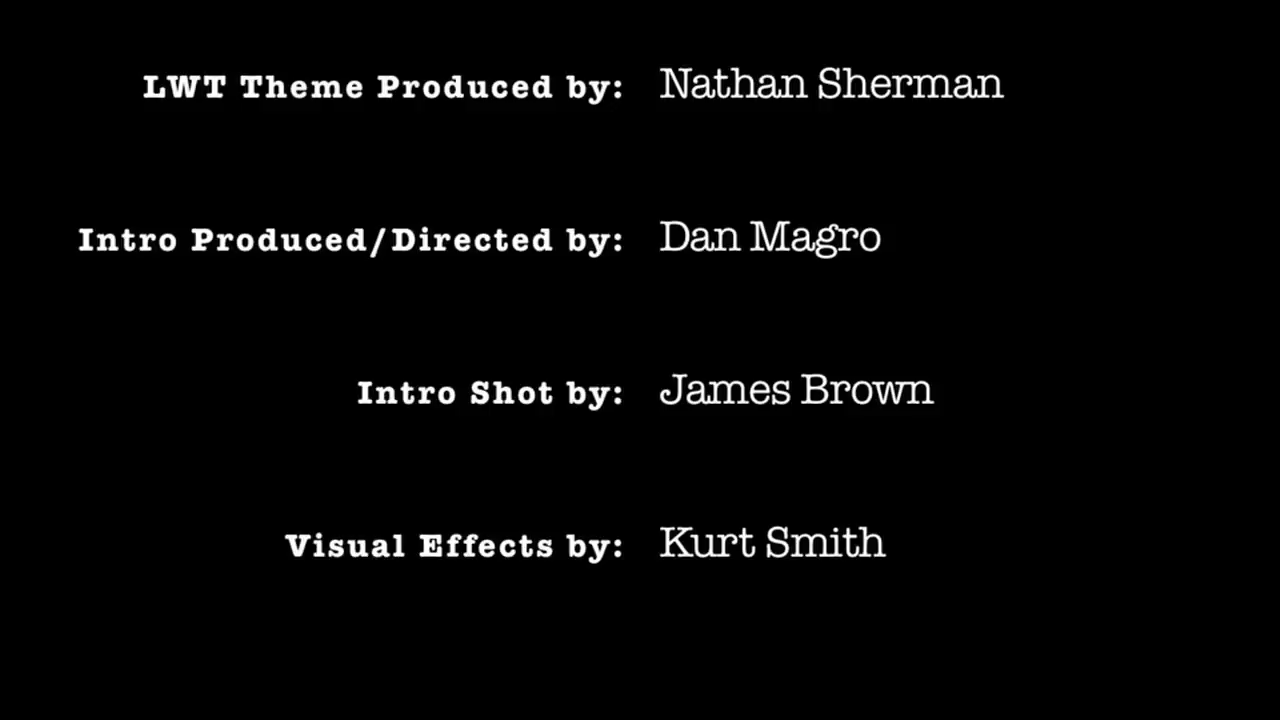 LWT Theme Produced by: Nathan Sherman
Intro Produced/Directed by: Dan Magro
Intro Shot by: James Brown
Visual Effects by: Kurt Smith